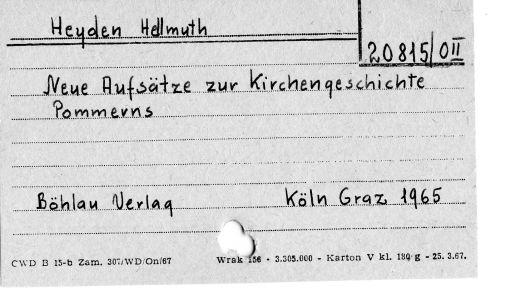 Heyden Hellmuth
20815/OII
Neue Aufsätze zur Kirchengeschichte
Pommerns
Böhlau Verlag Köln Graz 1965
CWD B 15-b Zam. 307/WD/On/67 Wrak 156 - 3.305.000 - Karton V kl. 180 g - 25.3.67.